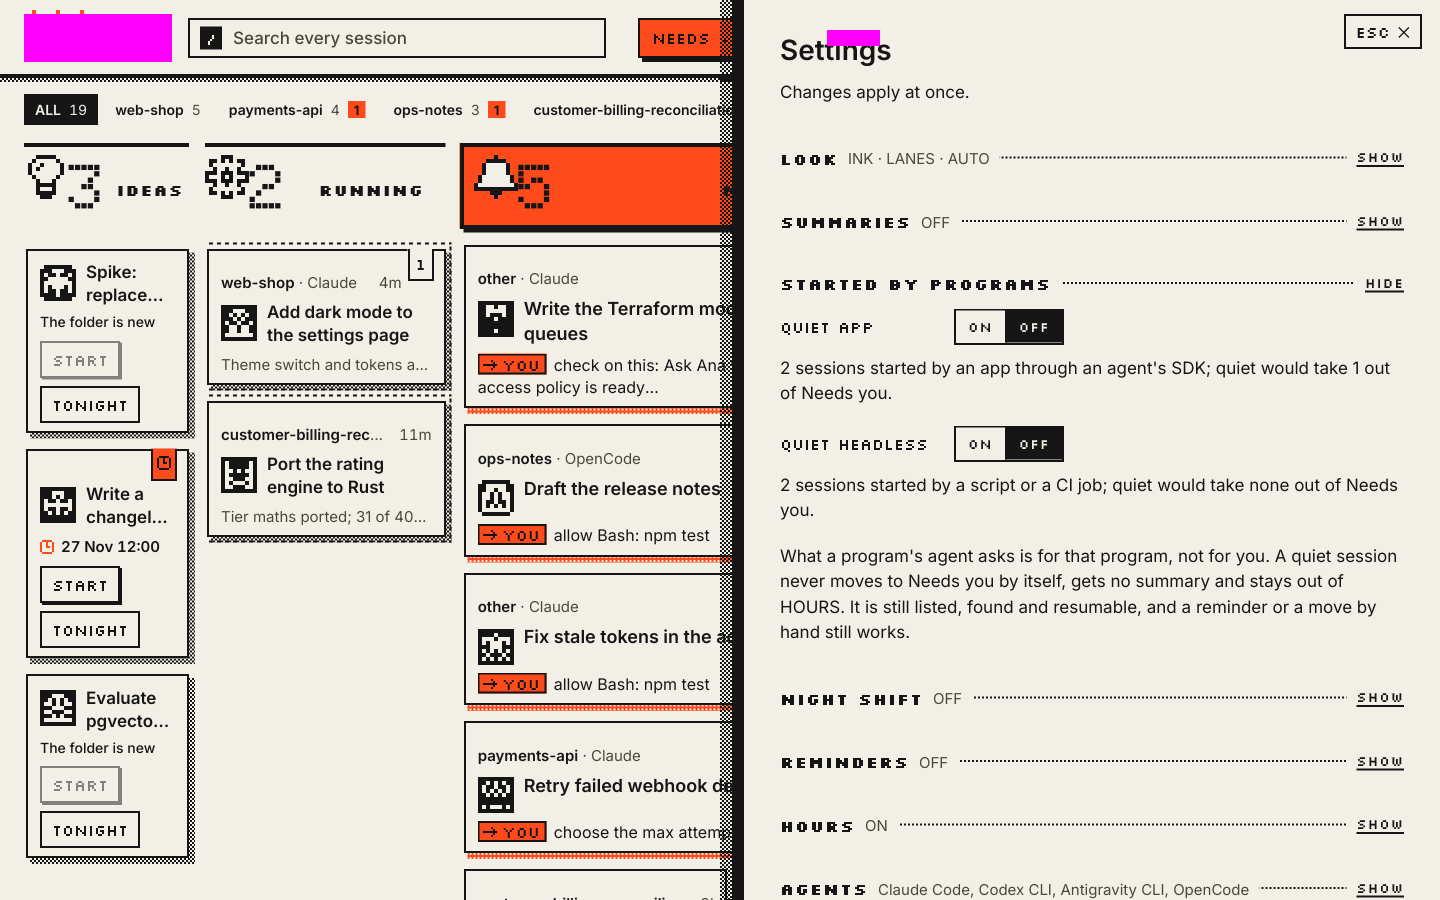 / Search every session
NEEDS
ALL 19 web-shop 5 payments-api 4 1 ops-notes 3 1
3 IDEAS
2 RUNNING
5
Spike:
replace...
The folder is new
START
TONIGHT
Write a
changel...
27 Nov 12:00
START
TONIGHT
Evaluate
pgvecto...
The folder is new
START
TONIGHT
1
web-shop · Claude 4m
Add dark mode to
the settings page
Theme switch and tokens a...
customer-billing-rec... 11m
Port the rating
engine to Rust
Tier maths ported; 31 of 40...
other · Claude
Write the Terraform
queues
→ YOU check on this: Ask Ana
access policy is ready...
ops-notes · OpenCode
Draft the release notes
→ YOU allow Bash: npm test
other · Claude
Fix stale tokens in the
→ YOU allow Bash: npm test
payments-api · Claude
Retry failed webhook
→ YOU choose the max
ESC ×
Settings
Changes apply at once.
LOOK INK · LANES · AUTO SHOW
SUMMARIES OFF SHOW
STARTED BY PROGRAMS HIDE
QUIET APP ON OFF
2 sessions started by an app through an agent's SDK; quiet would take 1 out
of Needs you.
QUIET HEADLESS ON OFF
2 sessions started by a script or a CI job; quiet would take none out of Needs
you.
What a program's agent asks is for that program, not for you. A quiet session
never moves to Needs you by itself, gets no summary and stays out of
HOURS. It is still listed, found and resumable, and a reminder or a move by
hand still works.
NIGHT SHIFT OFF SHOW
REMINDERS OFF SHOW
HOURS ON SHOW
AGENTS Claude Code, Codex CLI, Antigravity CLI, OpenCode SHOW